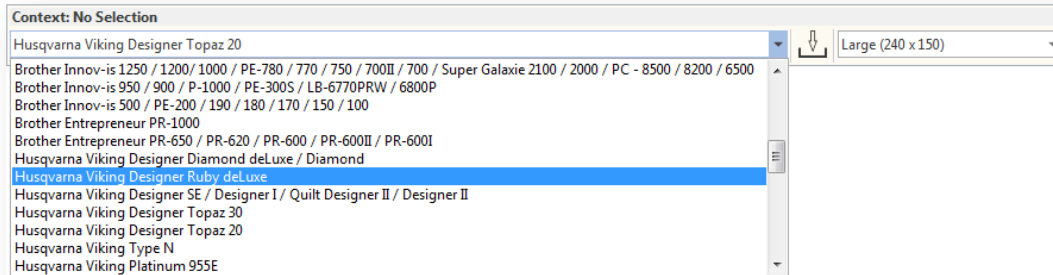 Context: No Selection
Husqvarna Viking Designer Topaz 20
Large (240 x 150)
Brother Innov-is 1250 / 1200/ 1000 / PE-780 / 770 / 750 / 700II / 700 / Super Galaxie 2100 / 2000 / PC - 8500 / 8200 / 6500
Brother Innov-is 950 / 900 / P-1000 / PE-300S / LB-6770PRW / 6800P
Brother Innov-is 500 / PE-200 / 190 / 180 / 170 / 150 / 100
Brother Entrepreneur PR-1000
Brother Entrepreneur PR-650 / PR-620 / PR-600 / PR-600II / PR-600I
Husqvarna Viking Designer Diamond deLuxe / Diamond
Husqvarna Viking Designer Ruby deLuxe
Husqvarna Viking Designer SE / Designer I / Quilt Designer II / Designer II
Husqvarna Viking Designer Topaz 30
Husqvarna Viking Designer Topaz 20
Husqvarna Viking Type N
Husqvarna Viking Platinum 955E